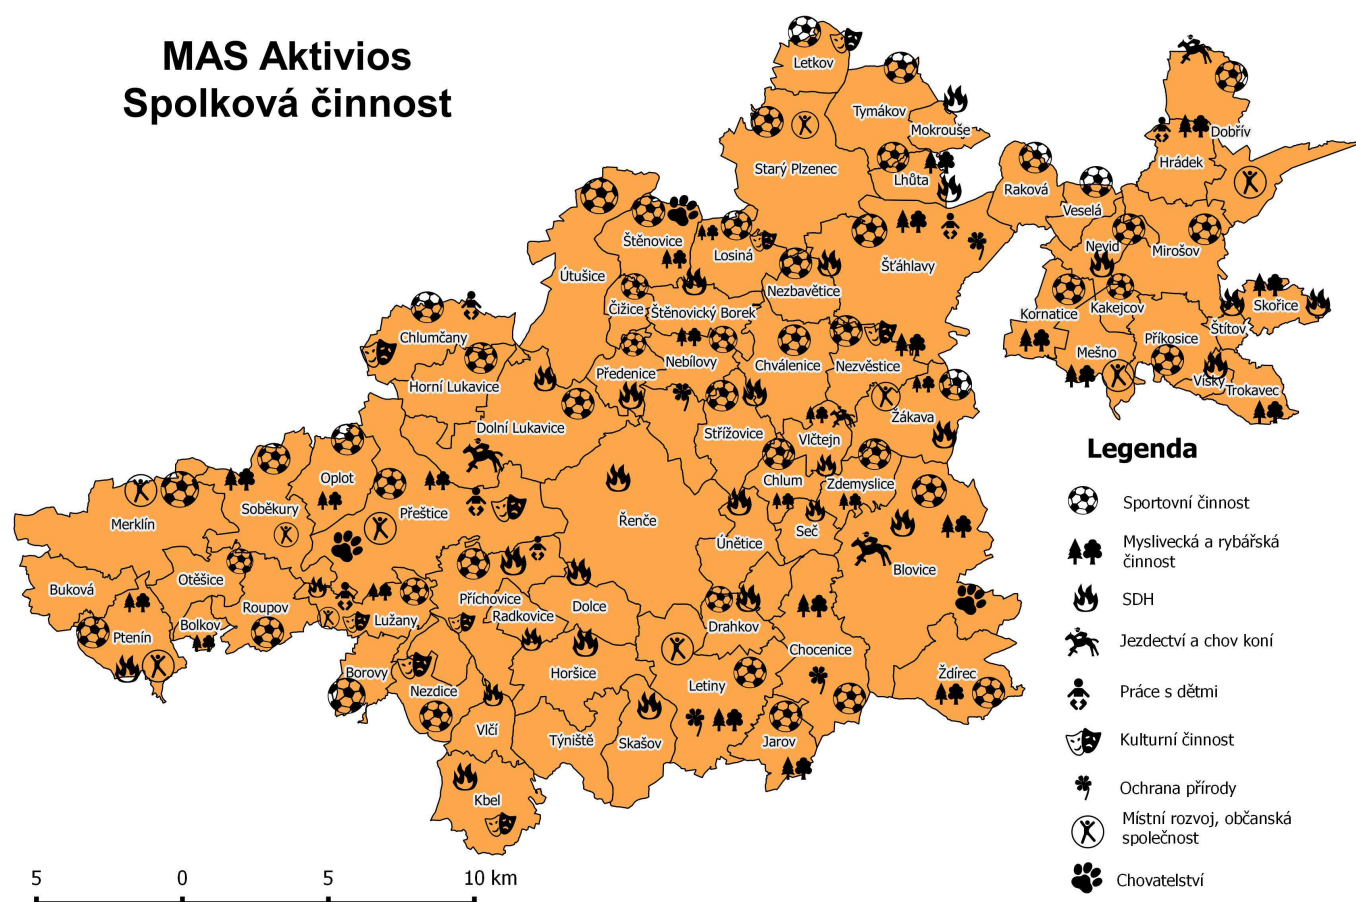 MAS Aktivios
Spolková činnost
Letkov
Tymákov
Mokrouše
Dobřív
Hrádek
Starý Plzenec
Lhůta
Raková
Veselá
Štěnovice
Losiná
Nevid
Mirošov
Útušice
Nezbavětice
Šťáhlavy
Čižice
Štěnovický Borek
Kornatice
Kakejcov
Skořice
Štítov
Chlumčany
Příkosice
Mešno
Nebílovy
Chválenice
Nezvěstice
Předenice
Horní Lukavice
Vísky
Trokavec
Žákava
Dolní Lukavice
Střížovice
Vlčtejn
Legenda
Oplot
Chlum
Zdemyslice
Sportovní činnost
Soběkury
Přeštice
Merklín
Řenče
Seč
Únětice
Myslivecká a rybářská
činnost
Blovice
Otěšice
Buková
SDH
Příchovice
Roupov
Dolce
Radkovice
Lužany
Bolkov
Ptenín
Drahkov
Jezdectví a chov koní
Chocenice
Borovy
Horšice
Ždírec
Letiny
Nezdice
Práce s dětmi
Vlčí
Týniště
Skašov
Jarov
Kulturní činnost
Ochrana přírody
Kbel
Místní rozvoj, občanská
společnost
Chovatelství
5 0 5 10 km